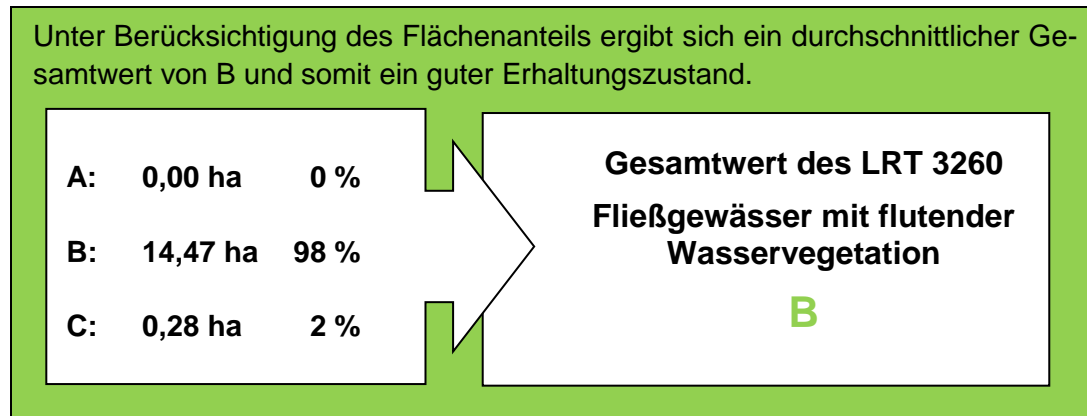 Unter Berücksichtigung des Flächenanteils ergibt sich ein durchschnittlicher Ge-
samtwert von B und somit ein guter Erhaltungszustand.
A: 0,00 ha 0 %
B: 14,47 ha 98 %
C: 0,28 ha 2 %
Gesamtwert des LRT 3260
Fließgewässer mit flutender
Wasservegetation
B